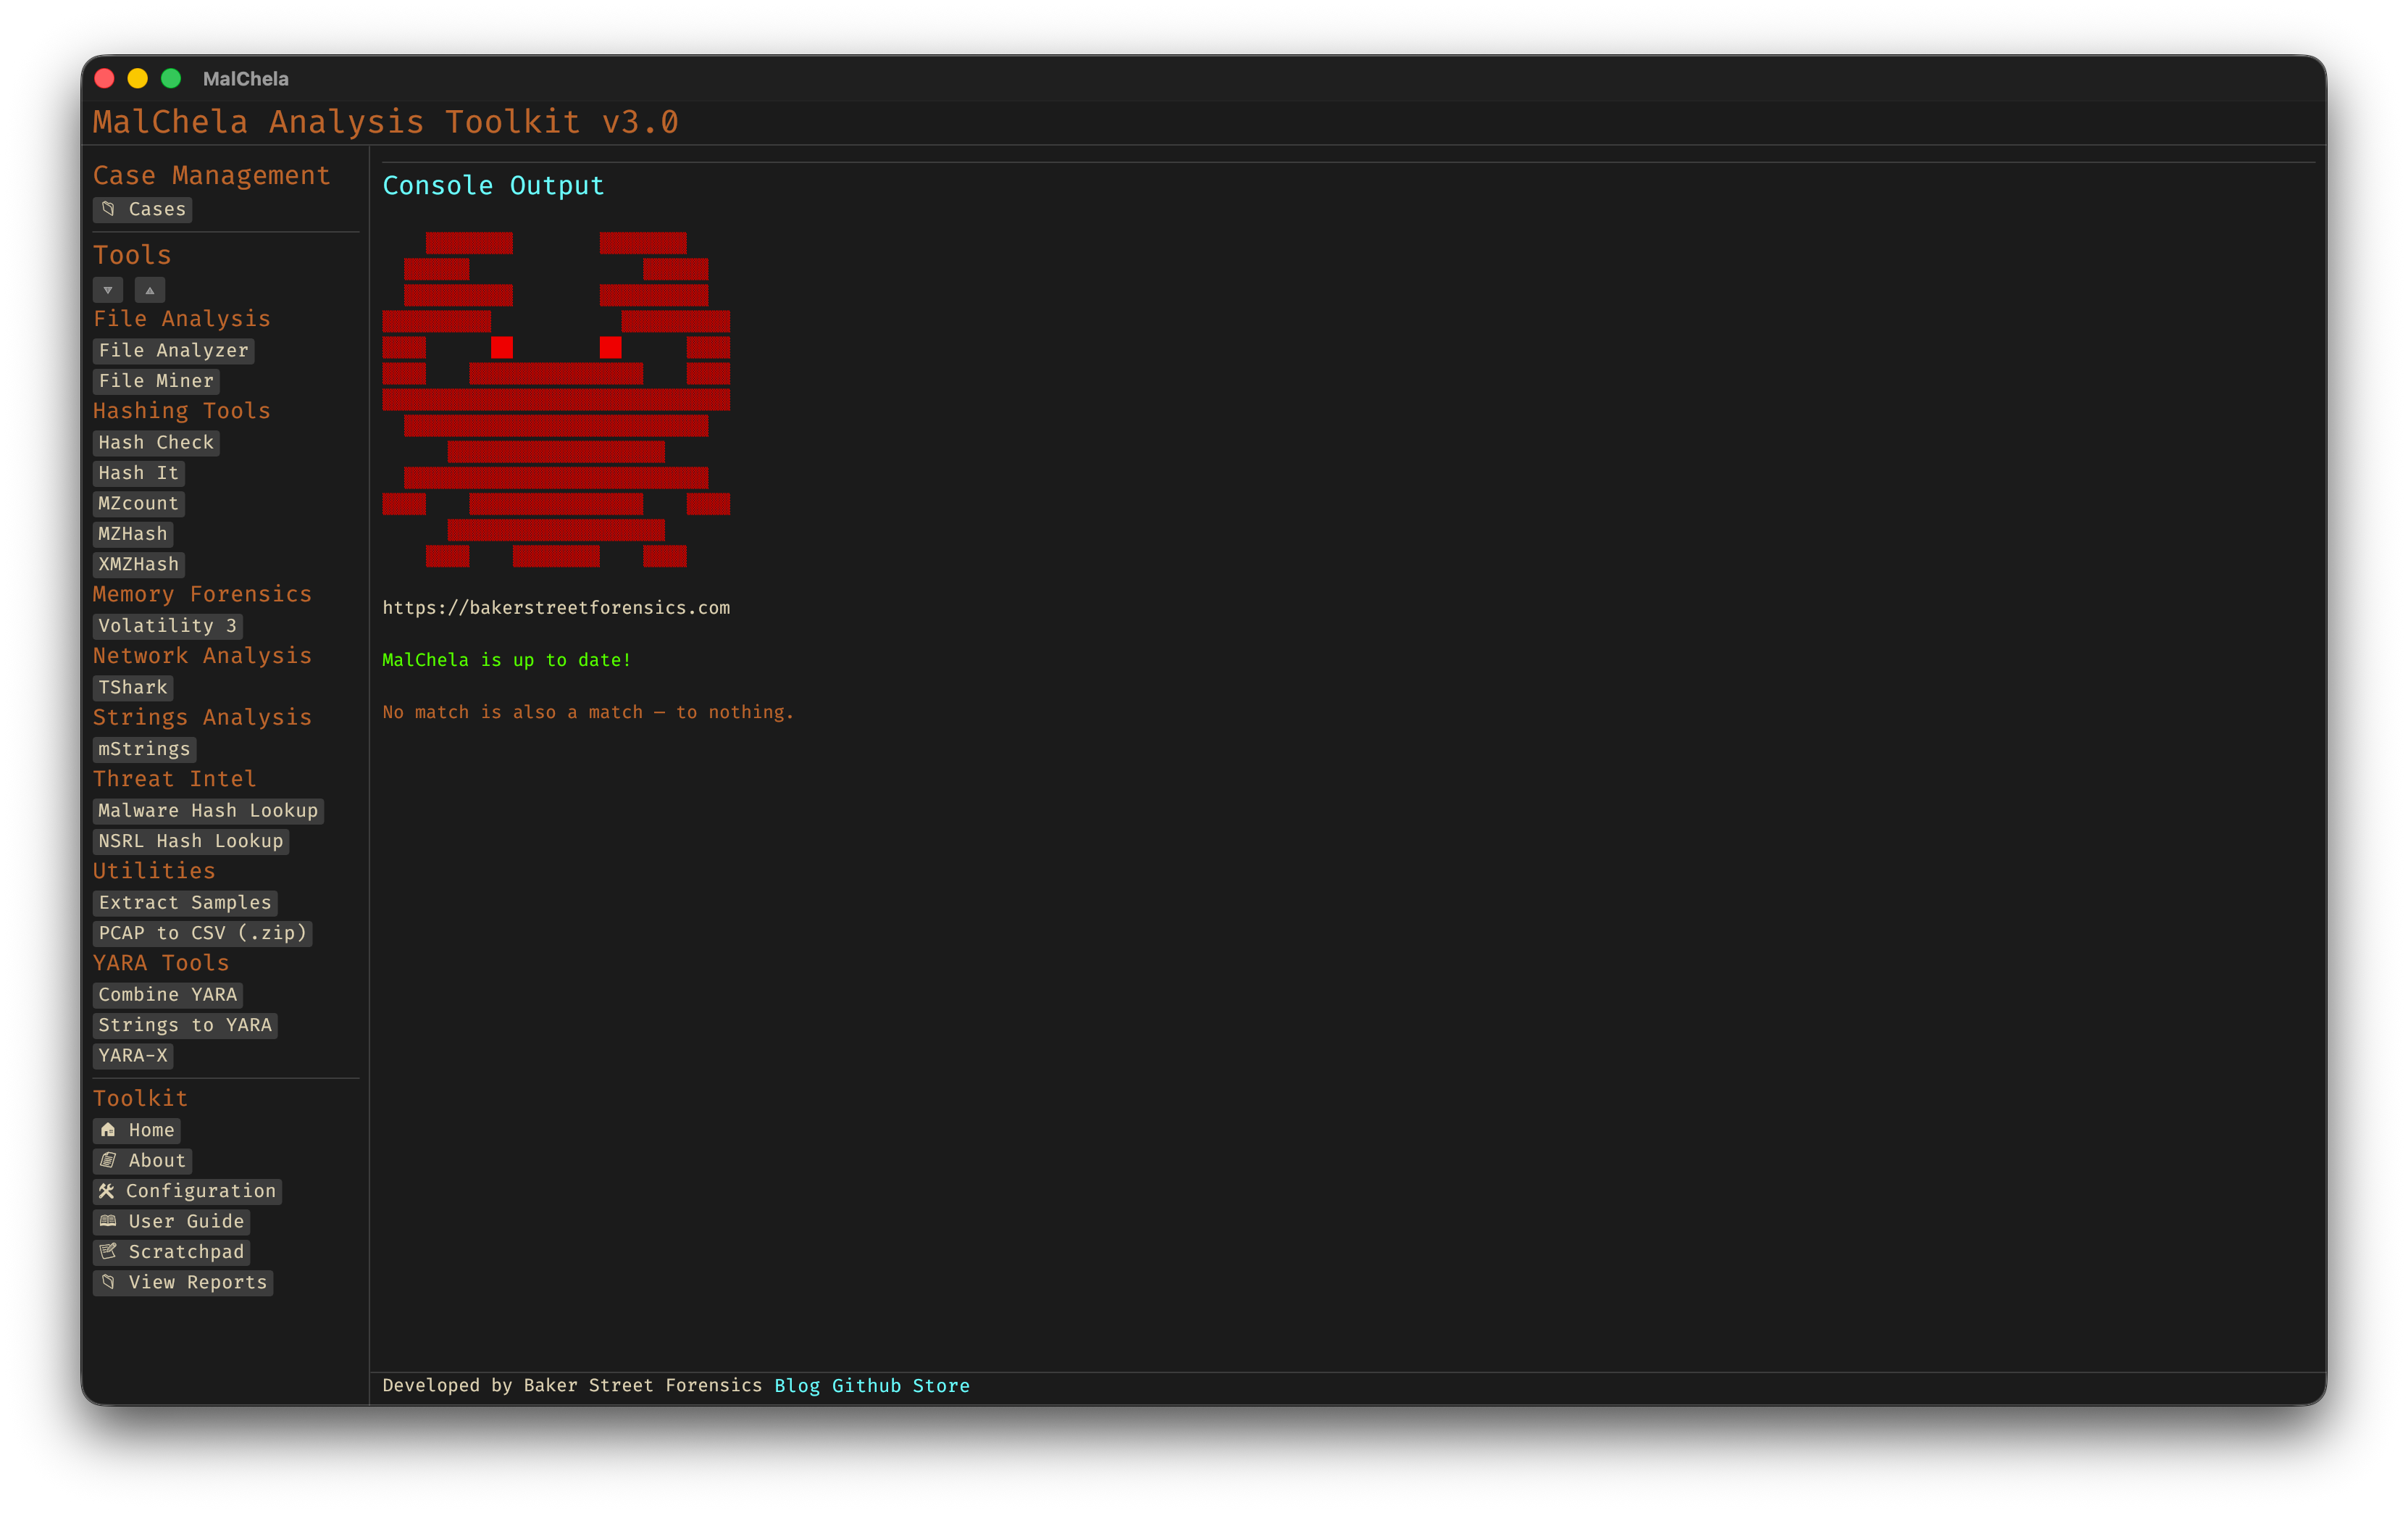 MalChela
MalChela Analysis Toolkit v3.0
Case Management
Cases
Tools
File Analysis
File Analyzer
File Miner
Hashing Tools
Hash Check
Hash It
MZcount
MZHash
XMZHash
Memory Forensics
Volatility 3
Network Analysis
TShark
Strings Analysis
mStrings
Threat Intel
Malware Hash Lookup
NSRL Hash Lookup
Utilities
Extract Samples
PCAP to CSV (.zip)
YARA Tools
Combine YARA
Strings to YARA
YARA-X
Toolkit
Home
About
Configuration
User Guide
Scratchpad
View Reports
Console Output
https://bakerstreetforensics.com
MalChela is up to date!
No match is also a match — to nothing.
Developed by Baker Street Forensics Blog Github Store